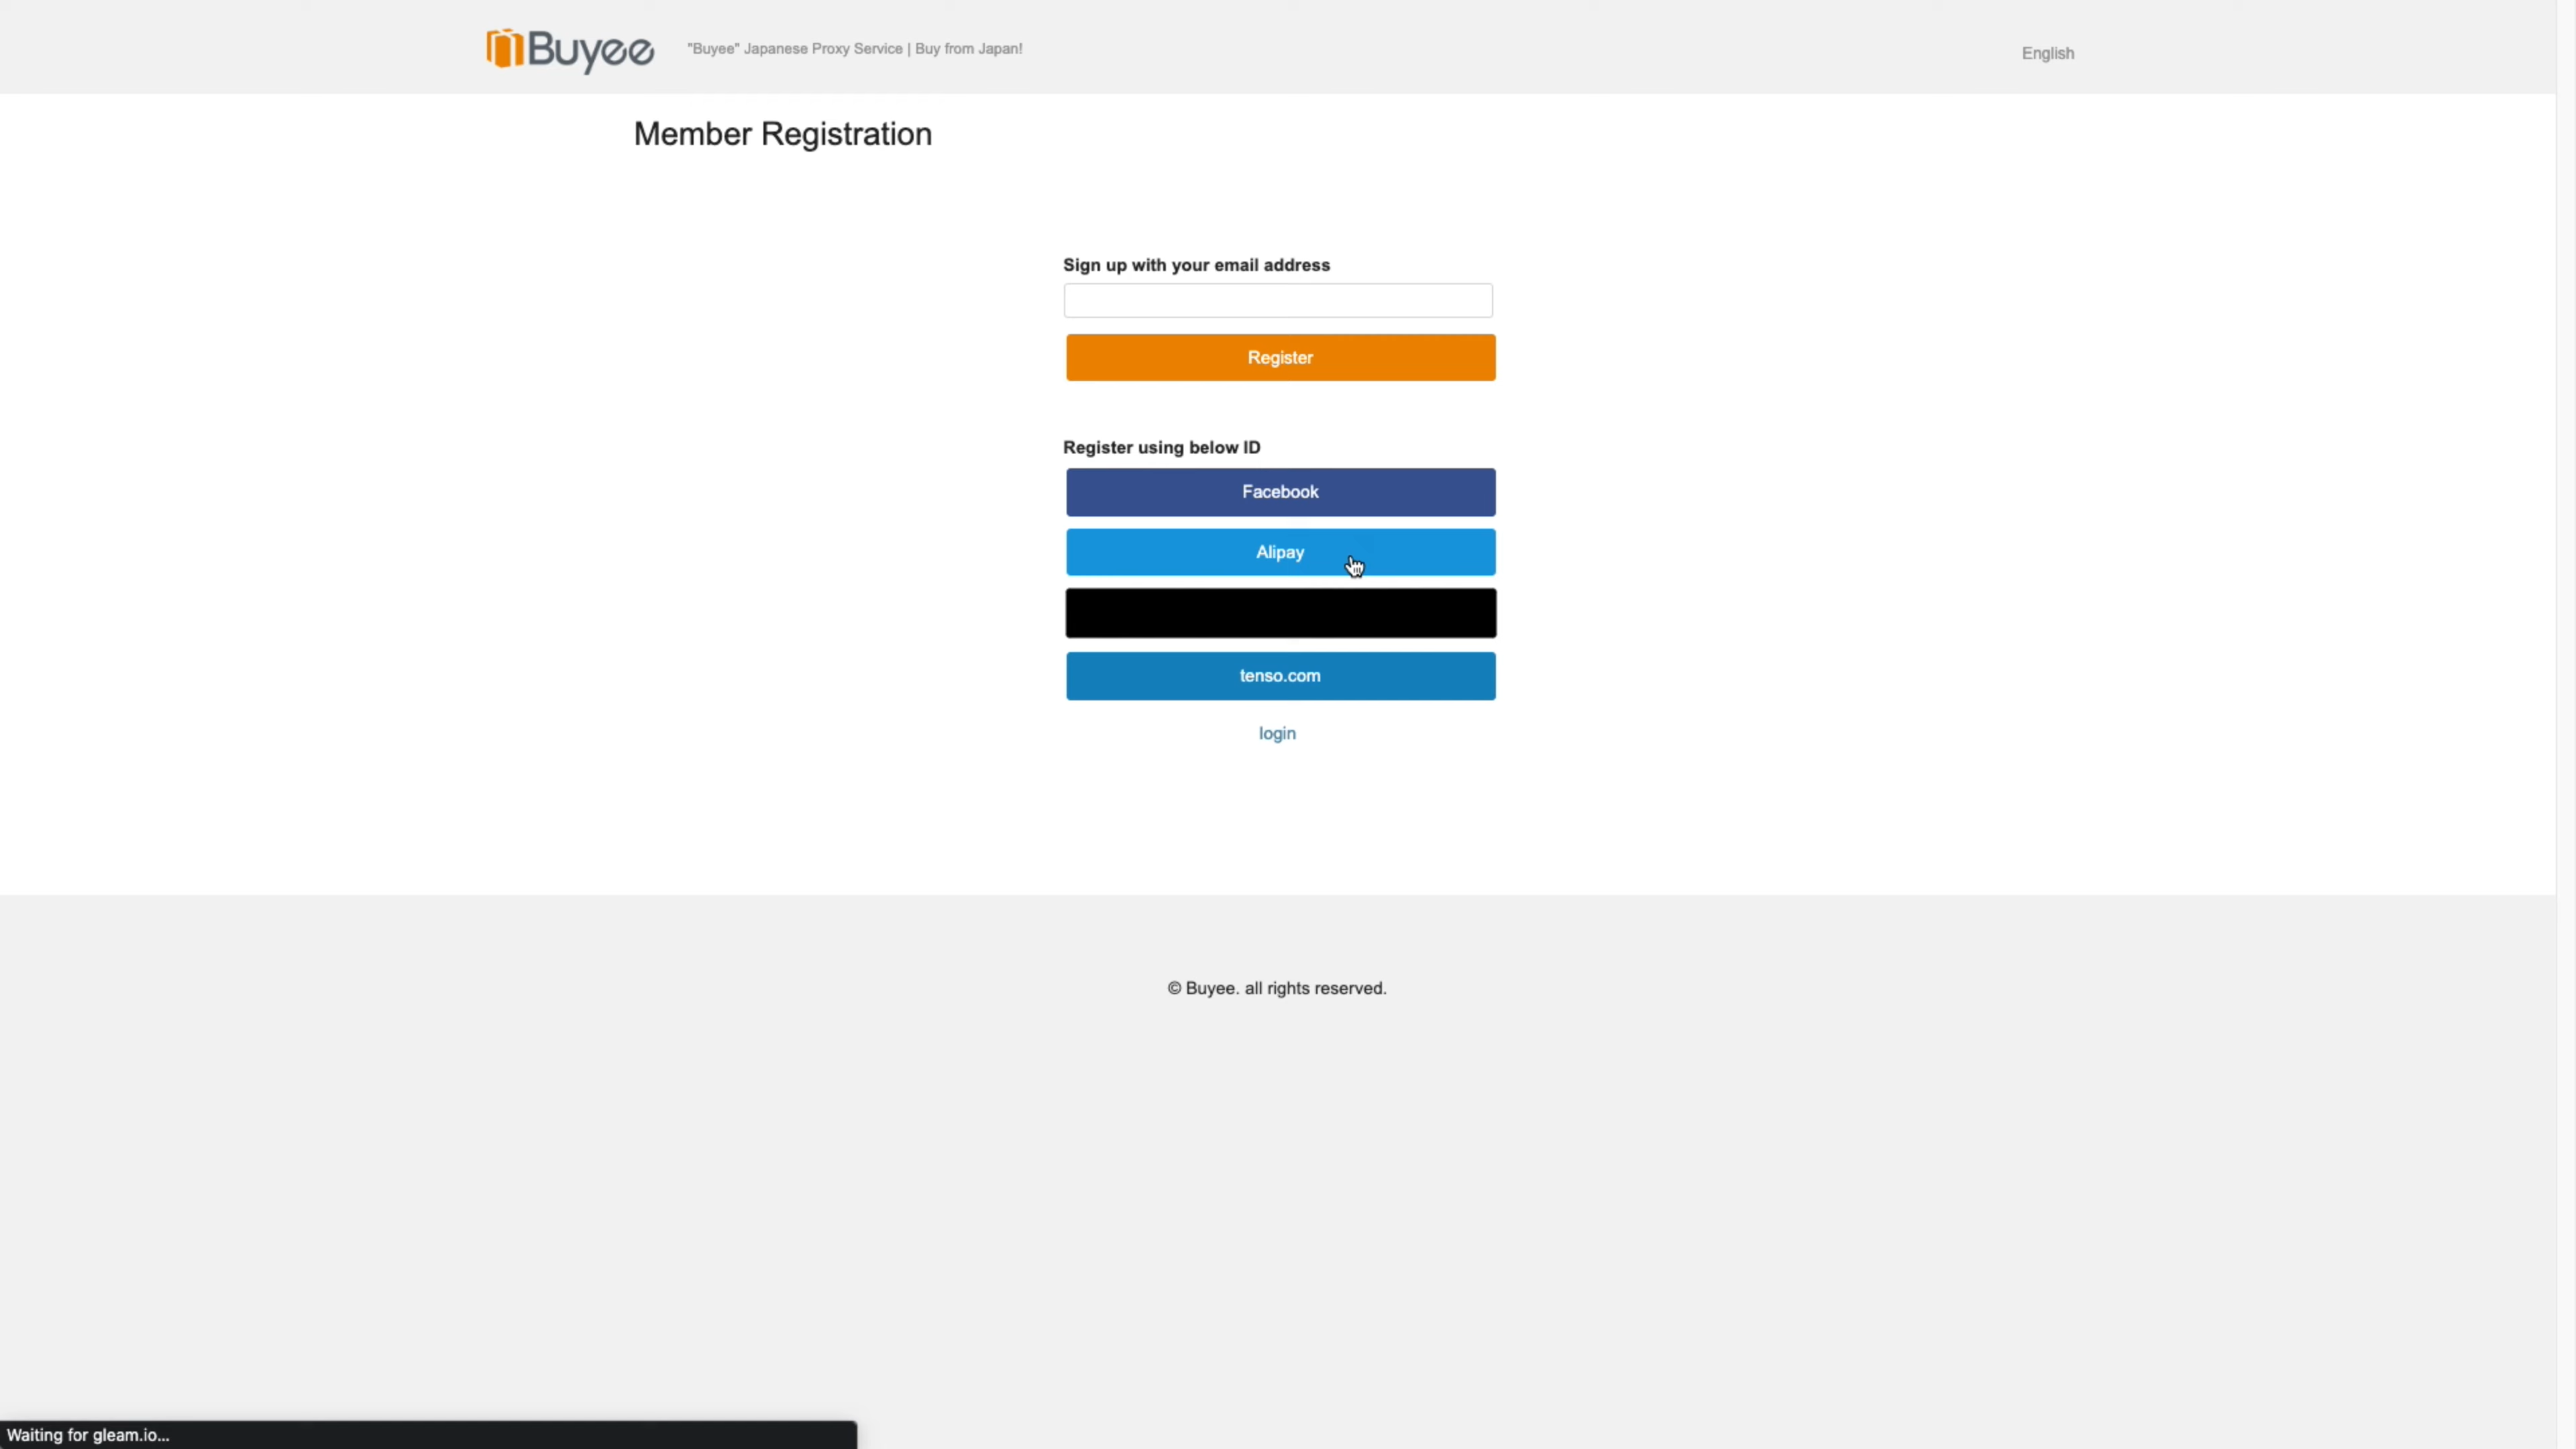 Buyee
"Buyee" Japanese Proxy Service | Buy from Japan!
English
Member Registration
Sign up with your email address
Register
Register using below ID
Facebook
Alipay
tenso.com
login
© Buyee. all rights reserved.
Waiting for gleam.io...